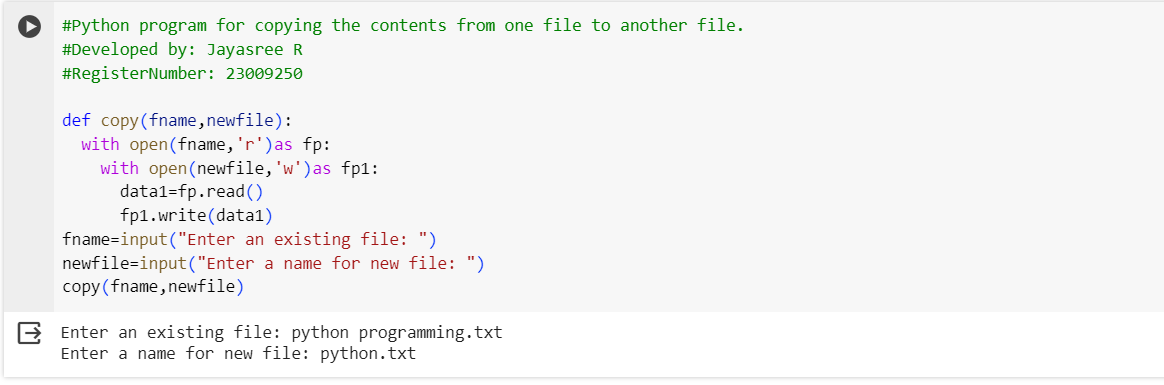 #Python program for copying the contents from one file to another file.
#Developed by: Jayasree R
#RegisterNumber: 23009250
def copy(fname,newfile):
  with open(fname,'r')as fp:
    with open(newfile,'w')as fp1:
      data1=fp.read()
      fp1.write(data1)
fname=input("Enter an existing file: ")
newfile=input("Enter a name for new file: ")
copy(fname,newfile)
Enter an existing file: python programming.txt
Enter a name for new file: python.txt